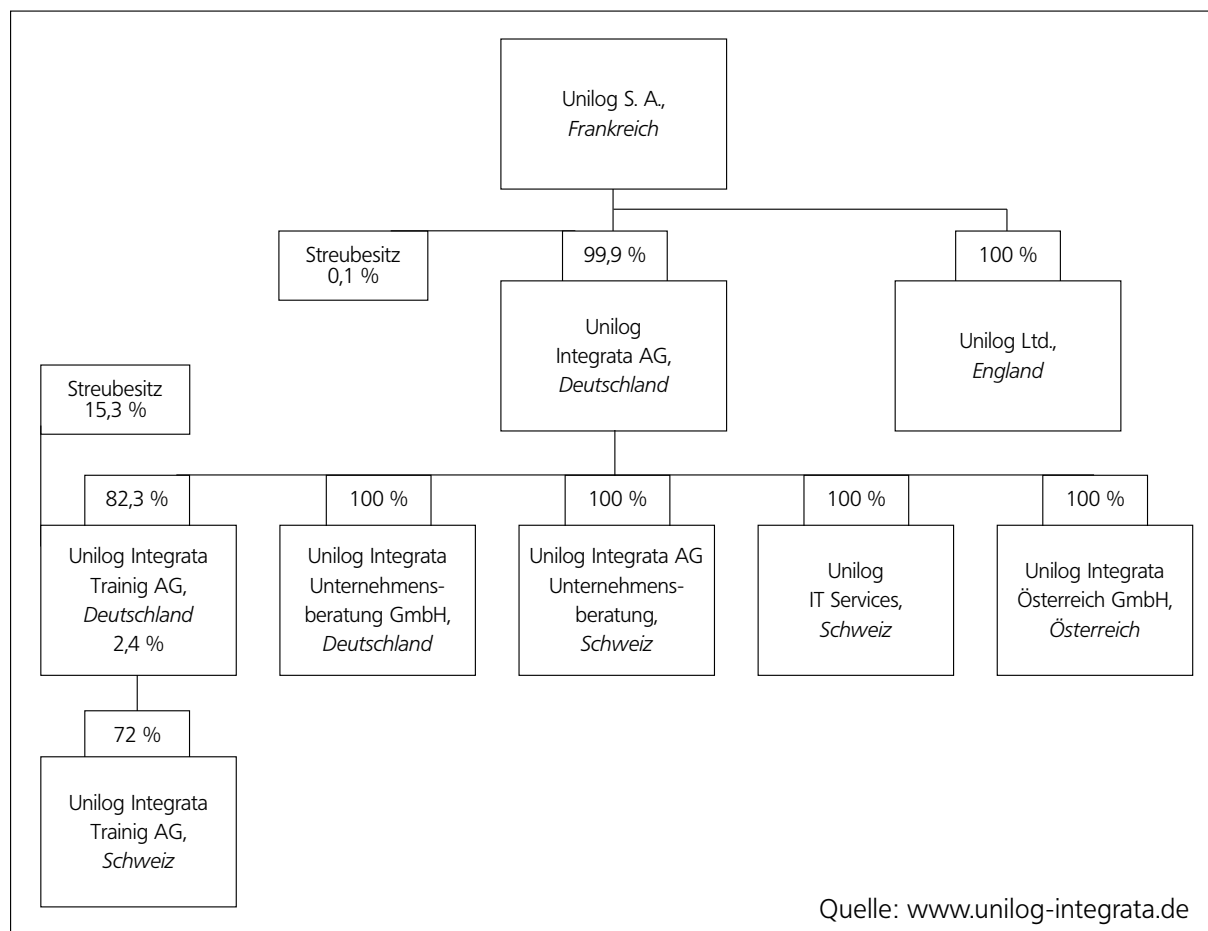 Unilog S. A.,
Frankreich
Streubesitz
0,1 %
99,9 %
100 %
Unilog
Integrata AG,
Deutschland
Unilog Ltd.,
England
Streubesitz
15,3 %
82,3 %
100 %
100 %
100 %
100 %
Unilog Integrata
Trainig AG,
Deutschland
2,4 %
Unilog Integrata
Unternehmens-
beratung GmbH,
Deutschland
Unilog Integrata AG
Unternehmens-
beratung,
Schweiz
Unilog
IT Services,
Schweiz
Unilog Integrata
Österreich GmbH,
Österreich
72 %
Unilog Integrata
Trainig AG,
Schweiz
Quelle: www.unilog-integrata.de